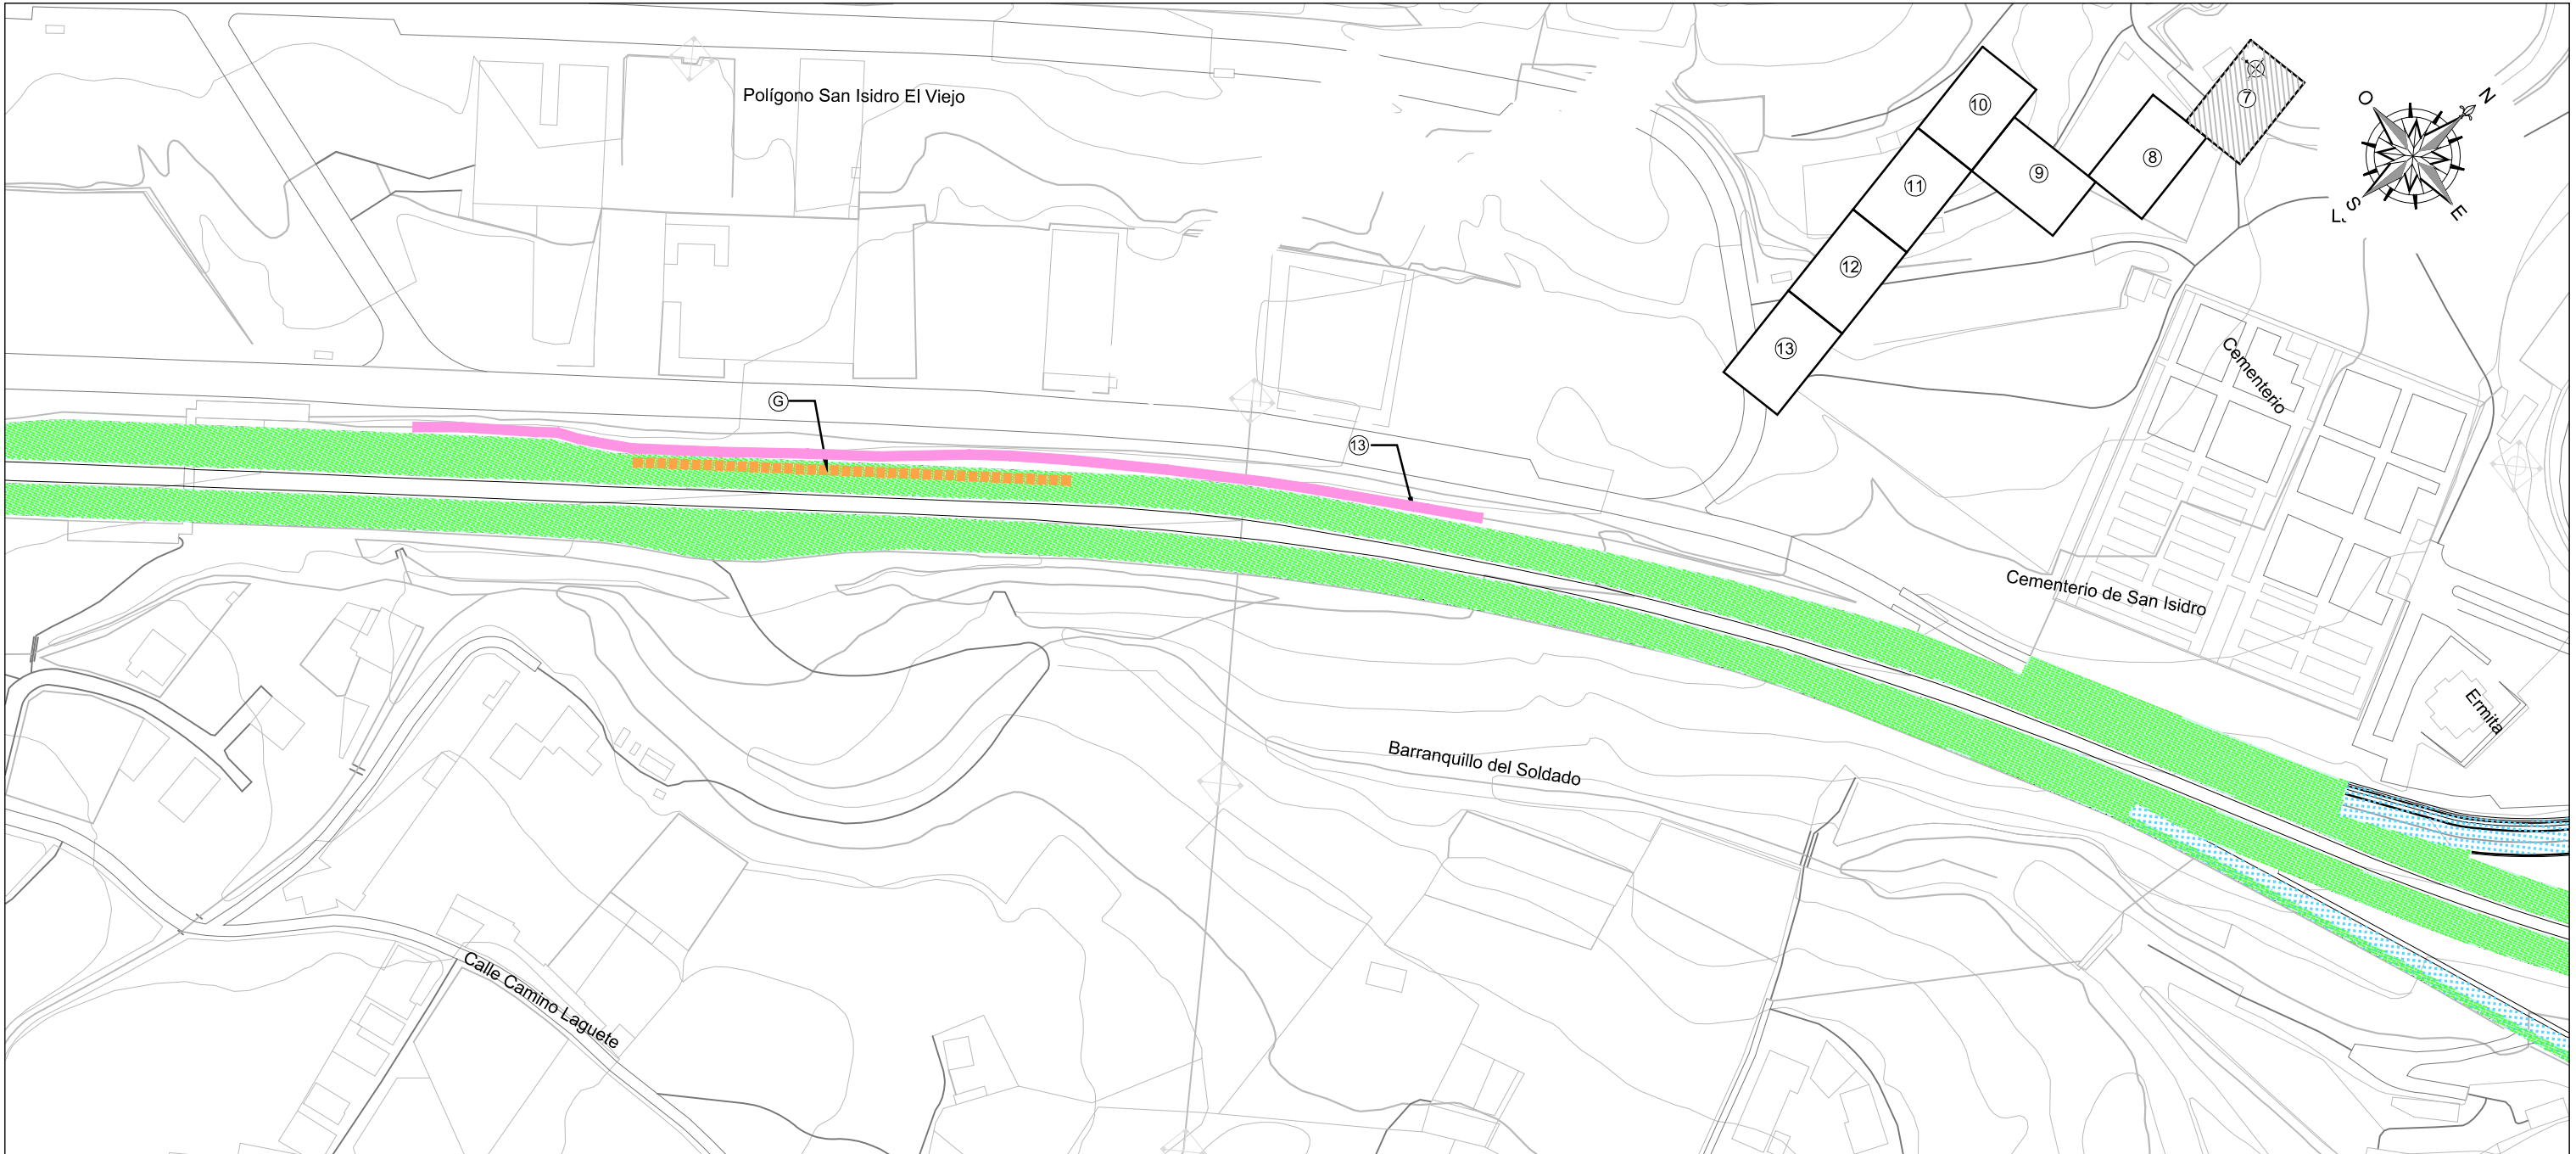 Polígono San Isidro El Viejo
10
7
O
N
11
9
8
S
E
12
13
Cementerio
G
13
Cementerio de San Isidro
Ermita
Barranquillo del Soldado
Calle Camino Laguete